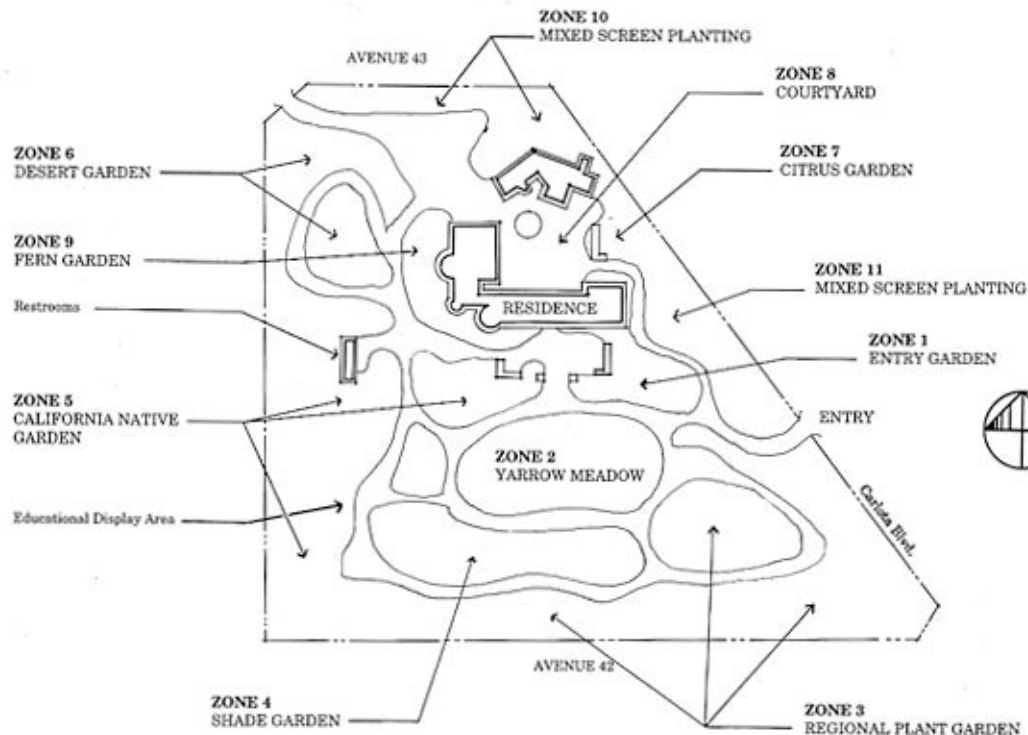 ZONE 10
MIXED SCREEN PLANTING
AVENUE 43
ZONE 8
COURTYARD
ZONE 6
DESERT GARDEN
ZONE 7
CITRUS GARDEN
ZONE 9
FERN GARDEN
ZONE 11
MIXED SCREEN PLANTING
Restrooms
RESIDENCE
ZONE 1
ENTRY GARDEN
ZONE 5
CALIFORNIA NATIVE
GARDEN
ENTRY
ZONE 2
YARROW MEADOW
Educational Display Area
Carlota Blvd.
AVENUE 42
ZONE 4
SHADE GARDEN
ZONE 3
REGIONAL PLANT GARDEN